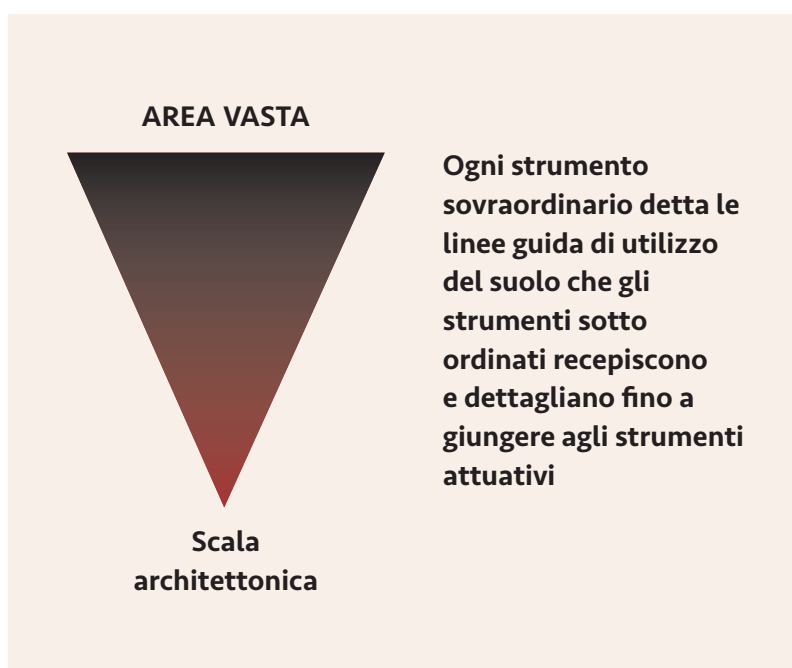 AREA VASTA
Ogni strumento
sovraordinario detta le
linee guida di utilizzo
del suolo che gli
strumenti sotto
ordinati recepiscono
e dettagliano fino a
giungere agli strumenti
attuativi
Scala
architettonica